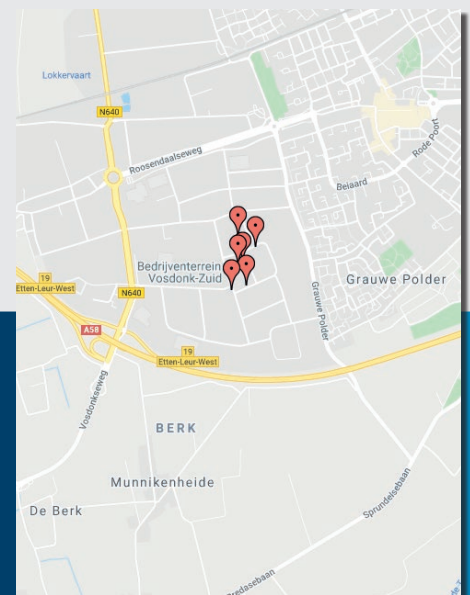 Lokkervaart
N640
Roosendaalseweg
Rode Poort
Beiaard
Bedrijventerrein
Vosdonk-Zuid
Grauwe Polder
19
Etten-Leur-West
N640
Grauwe Polder
A58
19
Etten-Leur-West
Vosdonkseweg
BERK
Munnikenheide
De Berk
Sprundelsebaan
Bredasebaan